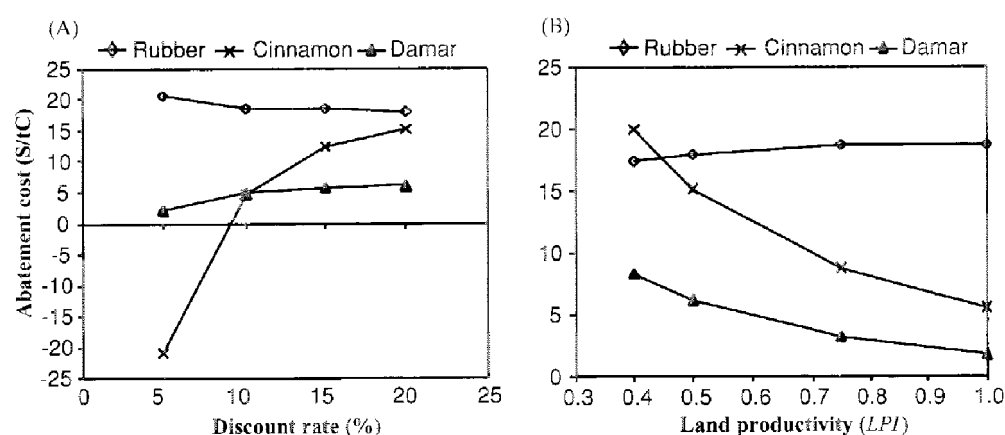 (A)
Rubber Cinnamon Damar
25
20
15
10
5
0
-5
-10
-15
-20
-25
Abatement cost (S/tC)
0 5 10 15 20 25
Discount rate (%)
(B)
Rubber Cinnamon Damar
25
20
15
10
5
0
0.3 0.4 0.5 0.6 0.7 0.8 0.9 1.0
Land productivity (LPI)